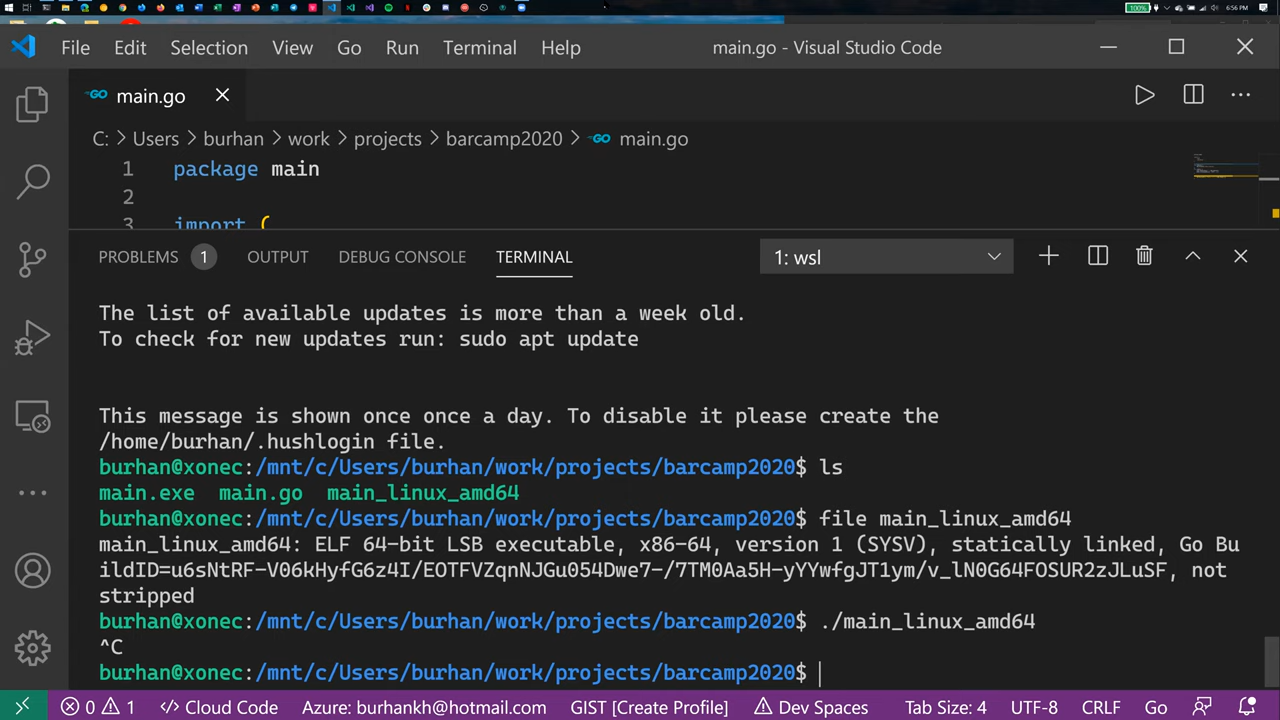 100%
6:56 PM
File Edit Selection View Go Run Terminal Help
main.go - Visual Studio Code
GO main.go
C: > Users > burhan > work > projects > barcamp2020 > GO main.go
1 package main
2
3 import (
PROBLEMS 1 OUTPUT DEBUG CONSOLE TERMINAL
1: wsl
The list of available updates is more than a week old.
To check for new updates run: sudo apt update
This message is shown once once a day. To disable it please create the
/home/burhan/.hushlogin file.
burhan@xonec:/mnt/c/Users/burhan/work/projects/barcamp2020$ ls
main.exe  main.go  main_linux_amd64
burhan@xonec:/mnt/c/Users/burhan/work/projects/barcamp2020$ file main_linux_amd64
main_linux_amd64: ELF 64-bit LSB executable, x86-64, version 1 (SYSV), statically linked, Go Bu
ildID=u6sNtRF-V06kHyfG6z4I/EOTFVZqnNJGu054Dwe7-/7TM0Aa5H-yYYwfgJT1ym/v_lN0G64FOSUR2zJLuSF, not
stripped
burhan@xonec:/mnt/c/Users/burhan/work/projects/barcamp2020$ ./main_linux_amd64
^C
burhan@xonec:/mnt/c/Users/burhan/work/projects/barcamp2020$
0 1 Cloud Code Azure: burhankh@hotmail.com GIST [Create Profile] Dev Spaces Tab Size: 4 UTF-8 CRLF Go